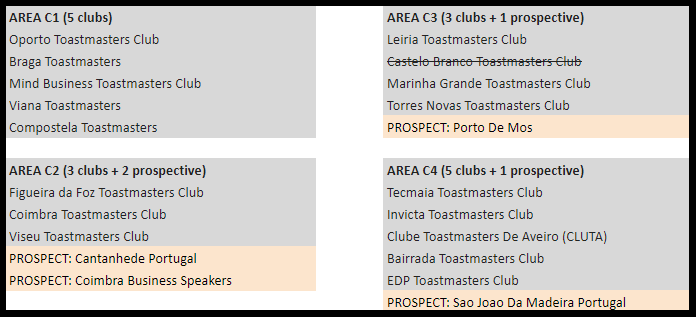 AREA C1 (5 clubs)
Oporto Toastmasters Club
Braga Toastmasters
Mind Business Toastmasters Club
Viana Toastmasters
Compostela Toastmasters
AREA C2 (3 clubs + 2 prospective)
Figueira da Foz Toastmasters Club
Coimbra Toastmasters Club
Viseu Toastmasters Club
PROSPECT: Cantanhede Portugal
PROSPECT: Coimbra Business Speakers
AREA C3 (3 clubs + 1 prospective)
Leiria Toastmasters Club
Castelo Branco Toastmasters Club
Marinha Grande Toastmasters Club
Torres Novas Toastmasters Club
PROSPECT: Porto De Mos
AREA C4 (5 clubs + 1 prospective)
Tecmaia Toastmasters Club
Invicta Toastmasters Club
Clube Toastmasters De Aveiro (CLUTA)
Bairrada Toastmasters Club
EDP Toastmasters Club
PROSPECT: Sao Joao Da Madeira Portugal